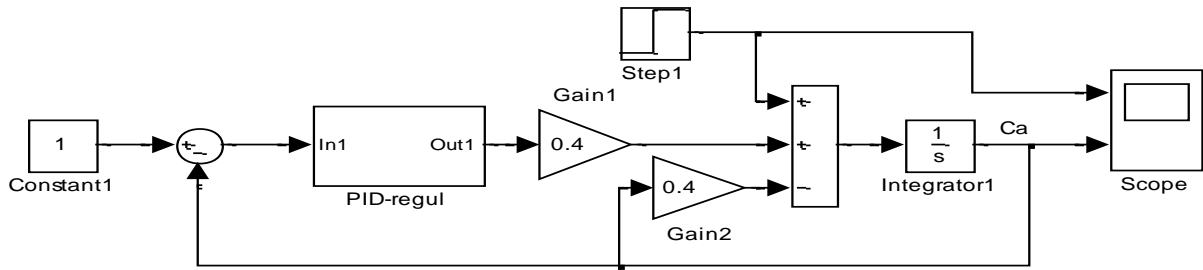 Step1
Gain1
1
Constant1
In1
Out1
PID-regul
0.4
0.4
Gain2
1
s
Integrator1
Ca
Scope